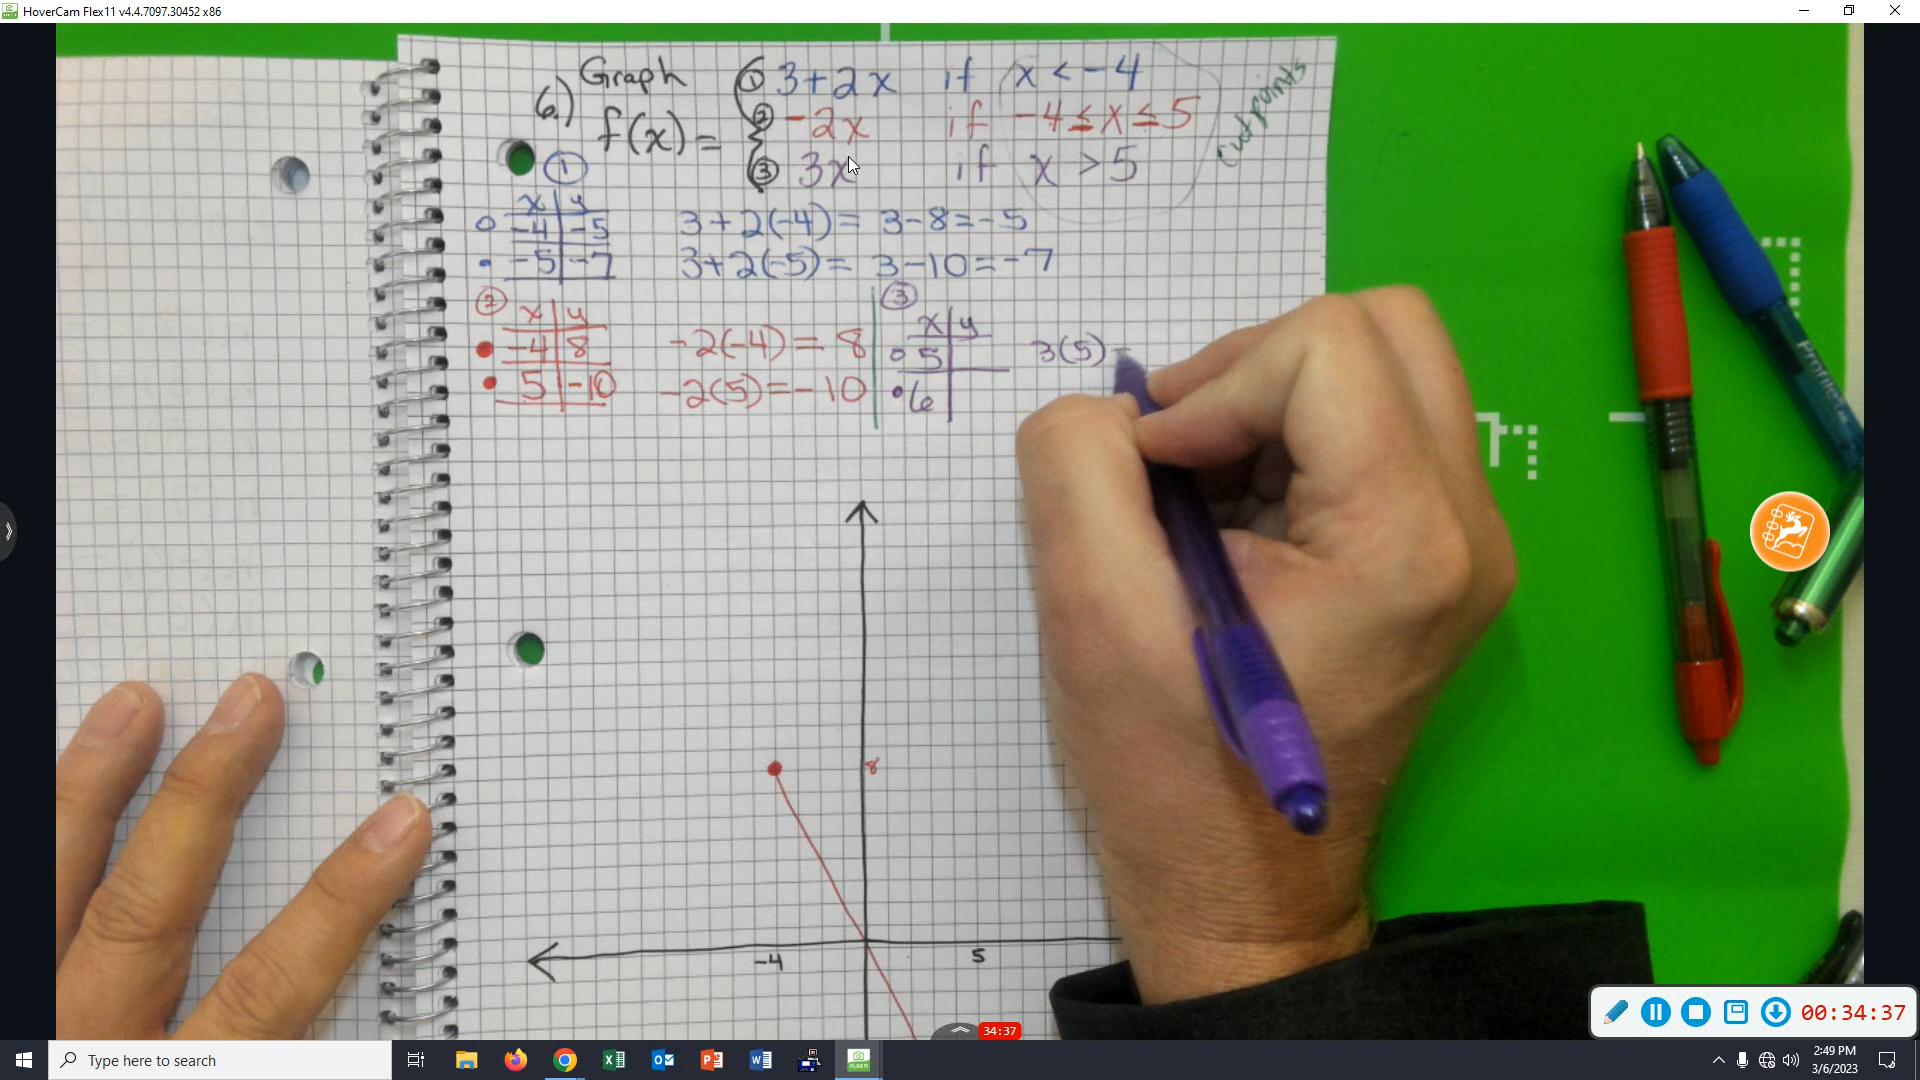 HoverCam Flex11 v4.4.7097.30452 x86
6.) Graph
f(x) =
① 3+2x if x < -4
② -2x if -4 ≤ x ≤ 5
③ 3x if x > 5
cutpoints
①
x y
-4 -5 3+2(-4) = 3-8 = -5
-5 -7 3+2(-5) = 3-10 = -7
②
x y
-4 8 -2(-4) = 8
5 -10 -2(5) = -10
③
x y
5 3(5) =
6
8
-4 5
34:37
00:34:37
Type here to search
2:49 PM
3/6/2023